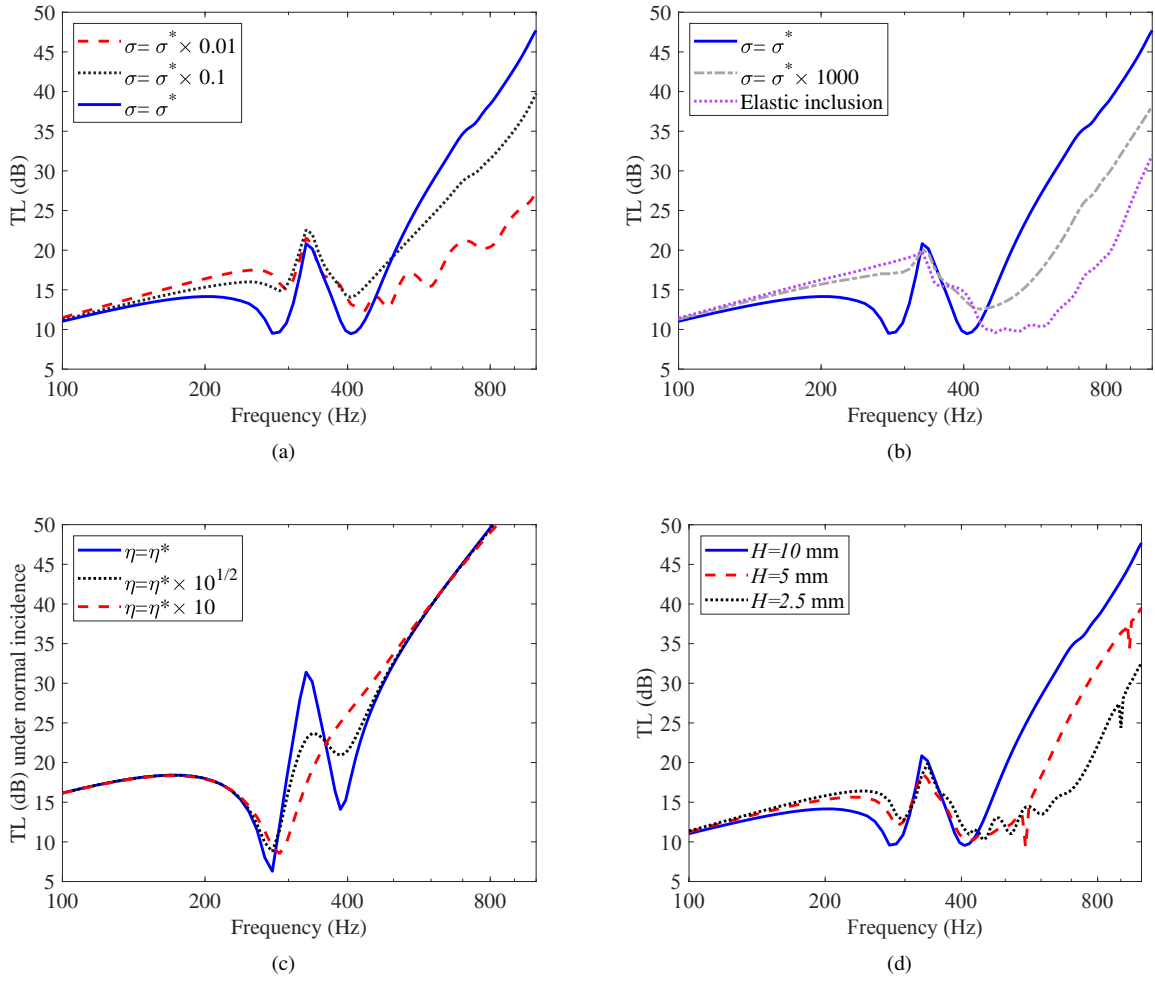 50
45
40
35
30
25
20
15
10
5
TL (dB)
σ= σ* × 0.01
σ= σ* × 0.1
σ= σ*
100
200
400
800
Frequency (Hz)
(a)
50
45
40
35
30
25
20
15
10
5
TL (dB)
σ= σ*
σ= σ* × 1000
Elastic inclusion
100
200
400
800
Frequency (Hz)
(b)
50
45
40
35
30
25
20
15
10
5
TL (dB) under normal incidence
η=η*
η=η* × 10^1/2
η=η* × 10
100
200
400
800
Frequency (Hz)
(c)
50
45
40
35
30
25
20
15
10
5
TL (dB)
H=10 mm
H=5 mm
H=2.5 mm
100
200
400
800
Frequency (Hz)
(d)